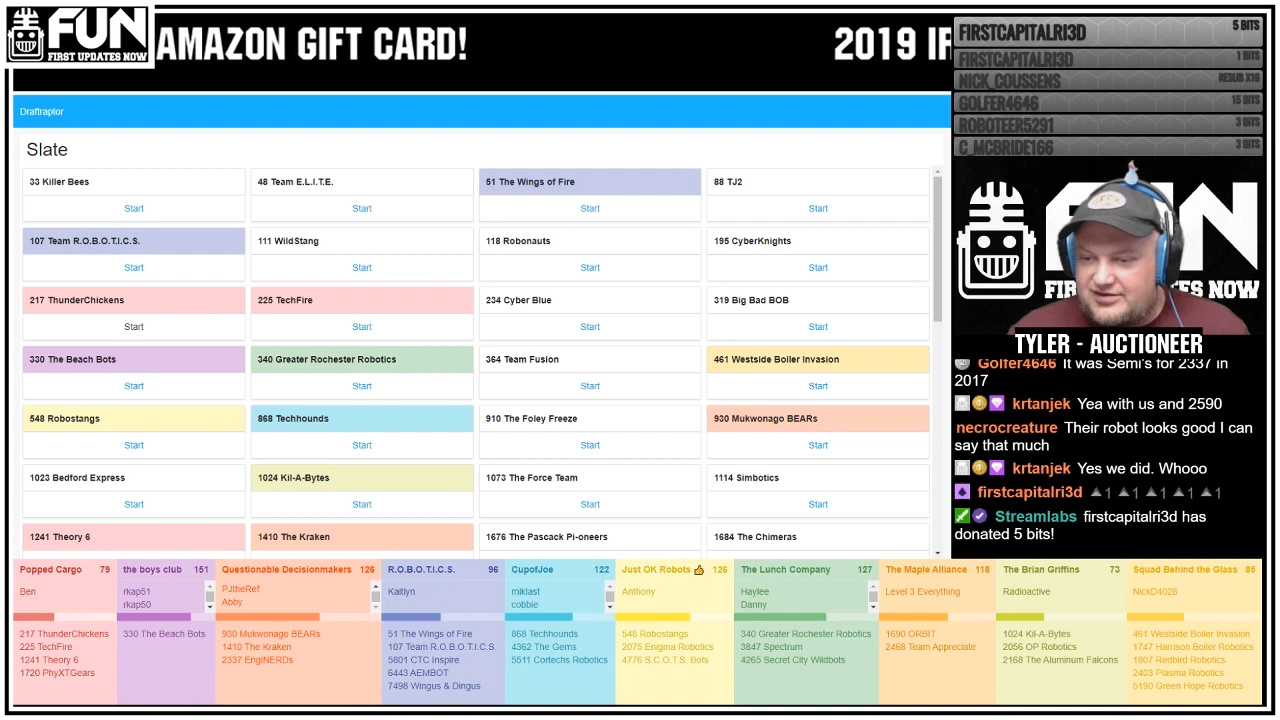 FUN
FIRST UPDATES NOW
AMAZON GIFT CARD!
2019 IF
Draftraptor
Slate
33 Killer Bees
48 Team E.L.I.T.E.
51 The Wings of Fire
88 TJ2
Start
Start
Start
Start
107 Team R.O.B.O.T.I.C.S.
111 WildStang
118 Robonauts
195 CyberKnights
Start
Start
Start
Start
217 ThunderChickens
225 TechFire
234 Cyber Blue
319 Big Bad BOB
Start
Start
Start
Start
330 The Beach Bots
340 Greater Rochester Robotics
364 Team Fusion
461 Westside Boiler Invasion
Start
Start
Start
Start
548 Robostangs
868 Techhounds
910 The Foley Freeze
930 Mukwonago BEARs
Start
Start
Start
Start
1023 Bedford Express
1024 Kil-A-Bytes
1073 The Force Team
1114 Simbotics
Start
Start
Start
Start
1241 Theory 6
1410 The Kraken
1676 The Pascack Pi-oneers
1684 The Chimeras
Popped Cargo 79
Ben
217 ThunderChickens
225 TechFire
1241 Theory 6
1720 PhyXTGears
the boys club 151
rkap51
rkap50
330 The Beach Bots
Questionable Decisionmakers 126
PJtheRef
Abby
930 Mukwonago BEARs
1410 The Kraken
2337 EngiNERDs
R.O.B.O.T.I.C.S. 96
Kaitlyn
51 The Wings of Fire
107 Team R.O.B.O.T.I.C.S.
5801 CTC Inspire
6443 AEMBOT
7498 Wingus & Dingus
CupofJoe 122
miklast
cobbie
868 Techhounds
4362 The Gems
5511 Cortechs Robotics
Just OK Robots 👍 126
Anthony
548 Robostangs
2075 Enigma Robotics
4776 S.C.O.T.S. Bots
The Lunch Company 127
Haylee
Danny
340 Greater Rochester Robotics
3847 Spectrum
4265 Secret City Wildbots
The Maple Alliance 118
Level 3 Everything
1690 ORBIT
2468 Team Appreciate
The Brian Griffins 73
Radioactive
1024 Kil-A-Bytes
2056 OP Robotics
2168 The Aluminum Falcons
Squad Behind the Glass 85
NickD4028
461 Westside Boiler Invasion
1747 Harrison Boiler Robotics
1807 Redbird Robotics
2403 Plasma Robotics
5190 Green Hope Robotics
FIRSTCAPITALRI3D 5 BITS
FIRSTCAPITALRI3D 1 BITS
NICK_COUSSENS RESUB X16
GOLFER4646 15 BITS
ROBOTEER5291 3 BITS
C_MCBRIDE166 3 BITS
TYLER - AUCTIONEER
Golfer4646 It was Semi's for 2337 in
2017
krtanjek Yea with us and 2590
necrocreature Their robot looks good I can
say that much
krtanjek Yes we did. Whooo
firstcapitalri3d 1 1 1 1 1
Streamlabs firstcapitalri3d has
donated 5 bits!